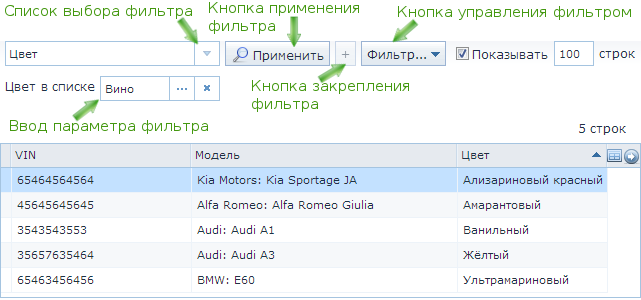 Список выбора фильтра
Кнопка применения фильтра
Кнопка управления фильтром
Цвет Применить + Фильтр... Показывать 100 строк
Кнопка закрепления фильтра
Цвет в списке Вино ... ×
Ввод параметра фильтра
5 строк
VIN Модель Цвет
65464564564 Kia Motors: Kia Sportage JA Ализариновый красный
45645645645 Alfa Romeo: Alfa Romeo Giulia Амарантовый
3543543553 Audi: Audi A1 Ванильный
35657635464 Audi: Audi A3 Жёлтый
65463456456 BMW: E60 Ультрамариновый